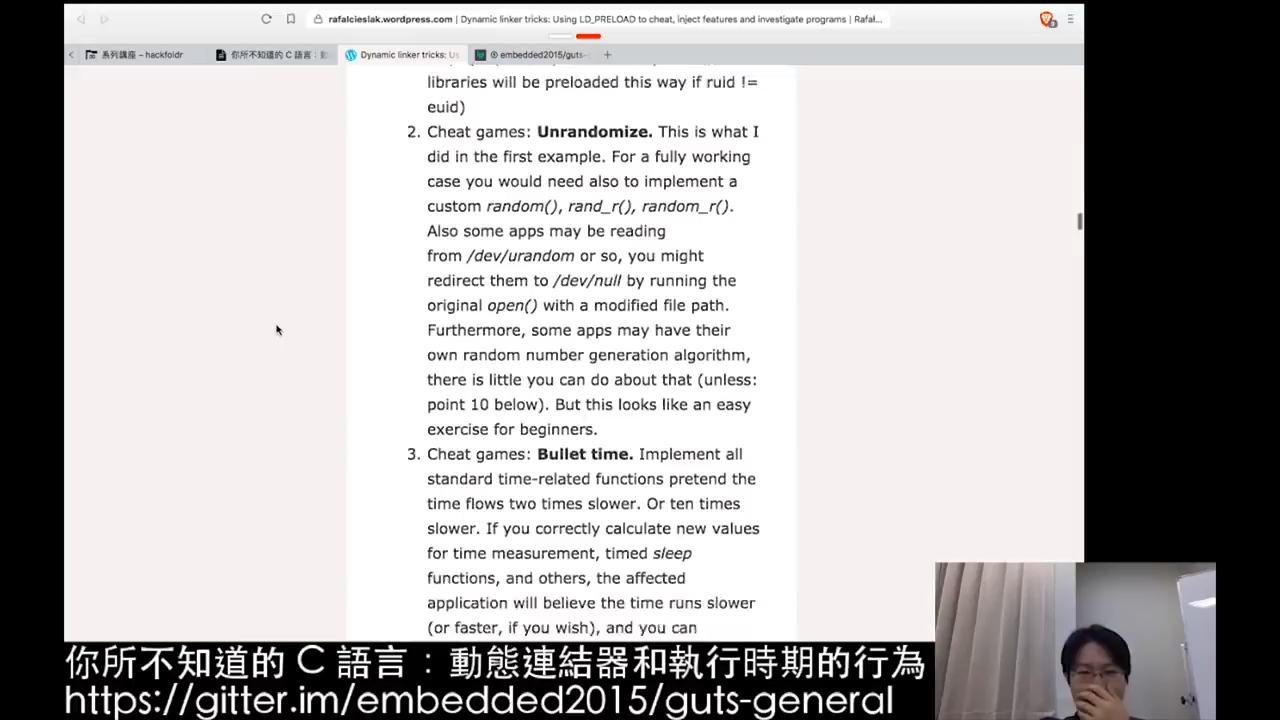 rafalcieslak.wordpress.com | Dynamic linker tricks: Using LD_PRELOAD to cheat, inject features and investigate programs | Rafał...
系列講座 – hackfoldr
你所不知道的 C 語言：動
Dynamic linker tricks: Us
embedded2015/guts-
libraries will be preloaded this way if ruid !=
euid)
2. Cheat games: Unrandomize. This is what I
did in the first example. For a fully working
case you would need also to implement a
custom random(), rand_r(), random_r().
Also some apps may be reading
from /dev/urandom or so, you might
redirect them to /dev/null by running the
original open() with a modified file path.
Furthermore, some apps may have their
own random number generation algorithm,
there is little you can do about that (unless:
point 10 below). But this looks like an easy
exercise for beginners.
3. Cheat games: Bullet time. Implement all
standard time-related functions pretend the
time flows two times slower. Or ten times
slower. If you correctly calculate new values
for time measurement, timed sleep
functions, and others, the affected
application will believe the time runs slower
(or faster, if you wish), and you can
你所不知道的 C 語言：動態連結器和執行時期的行為
https://gitter.im/embedded2015/guts-general